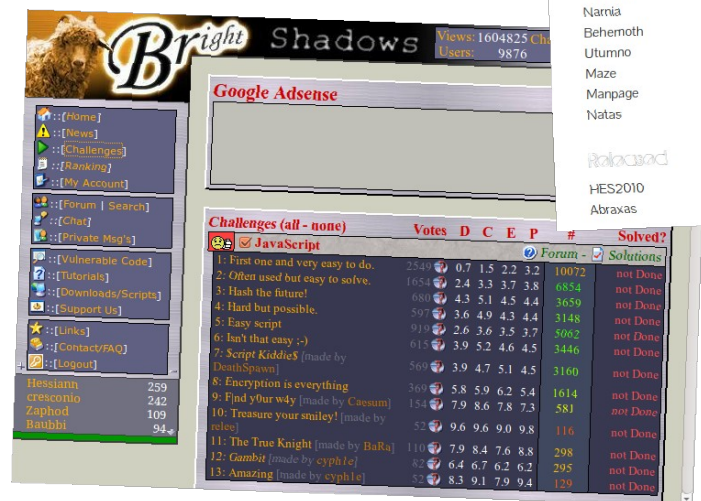 Bright Shadows
Views: 1604825 Ch
Users: 9876
Narnia
Behemoth
Utumno
Maze
Manpage
Natas
Released
HES2010
Abraxas
::[Home]
::[News]
::[Challenges]
::[Ranking]
::[My Account]
::[Forum | Search]
::[Chat]
::[Private Msg's]
::[Vulnerable Code]
::[Tutorials]
::[Downloads/Scripts]
::[Support Us]
::[Links]
::[Contact/FAQ]
::[Logout]
Hessiann 259
cresconio 242
Zaphod 109
Baubbi 94
Google Adsense
Challenges (all - none) Votes D C E P # Solved?
JavaScript Forum - Solutions
1: First one and very easy to do. 2549 0.7 1.5 2.2 3.2 10072 not Done
2: Often used but easy to solve. 1654 2.4 3.3 3.7 3.8 6854 not Done
3: Hash the future! 680 4.3 5.1 4.5 4.4 3659 not Done
4: Hard but possible. 597 3.6 4.9 4.3 4.4 3148 not Done
5: Easy script 919 2.6 3.6 3.5 3.7 5062 not Done
6: Isn't that easy ;-) 615 3.9 5.2 4.6 4.5 3446 not Done
7: Script Kiddie$ [made by
DeathSpawn] 569 3.9 4.7 5.1 4.5 3160 not Done
8: Encryption is everything 369 5.8 5.9 6.2 5.4 1614 not Done
9: F|nd y0ur w4y [made by Caesum] 154 7.9 8.6 7.8 7.3 581 not Done
10: Treasure your smiley! [made by
relee] 52 9.6 9.6 9.0 9.8 116 not Done
11: The True Knight [made by BaRa] 110 7.9 8.4 7.6 8.8 298 not Done
12: Gambit [made by cyph1e] 82 6.4 6.7 6.2 6.2 295 not Done
13: Amazing [made by cyph1e] 52 8.3 9.1 7.9 9.4 129 not Done